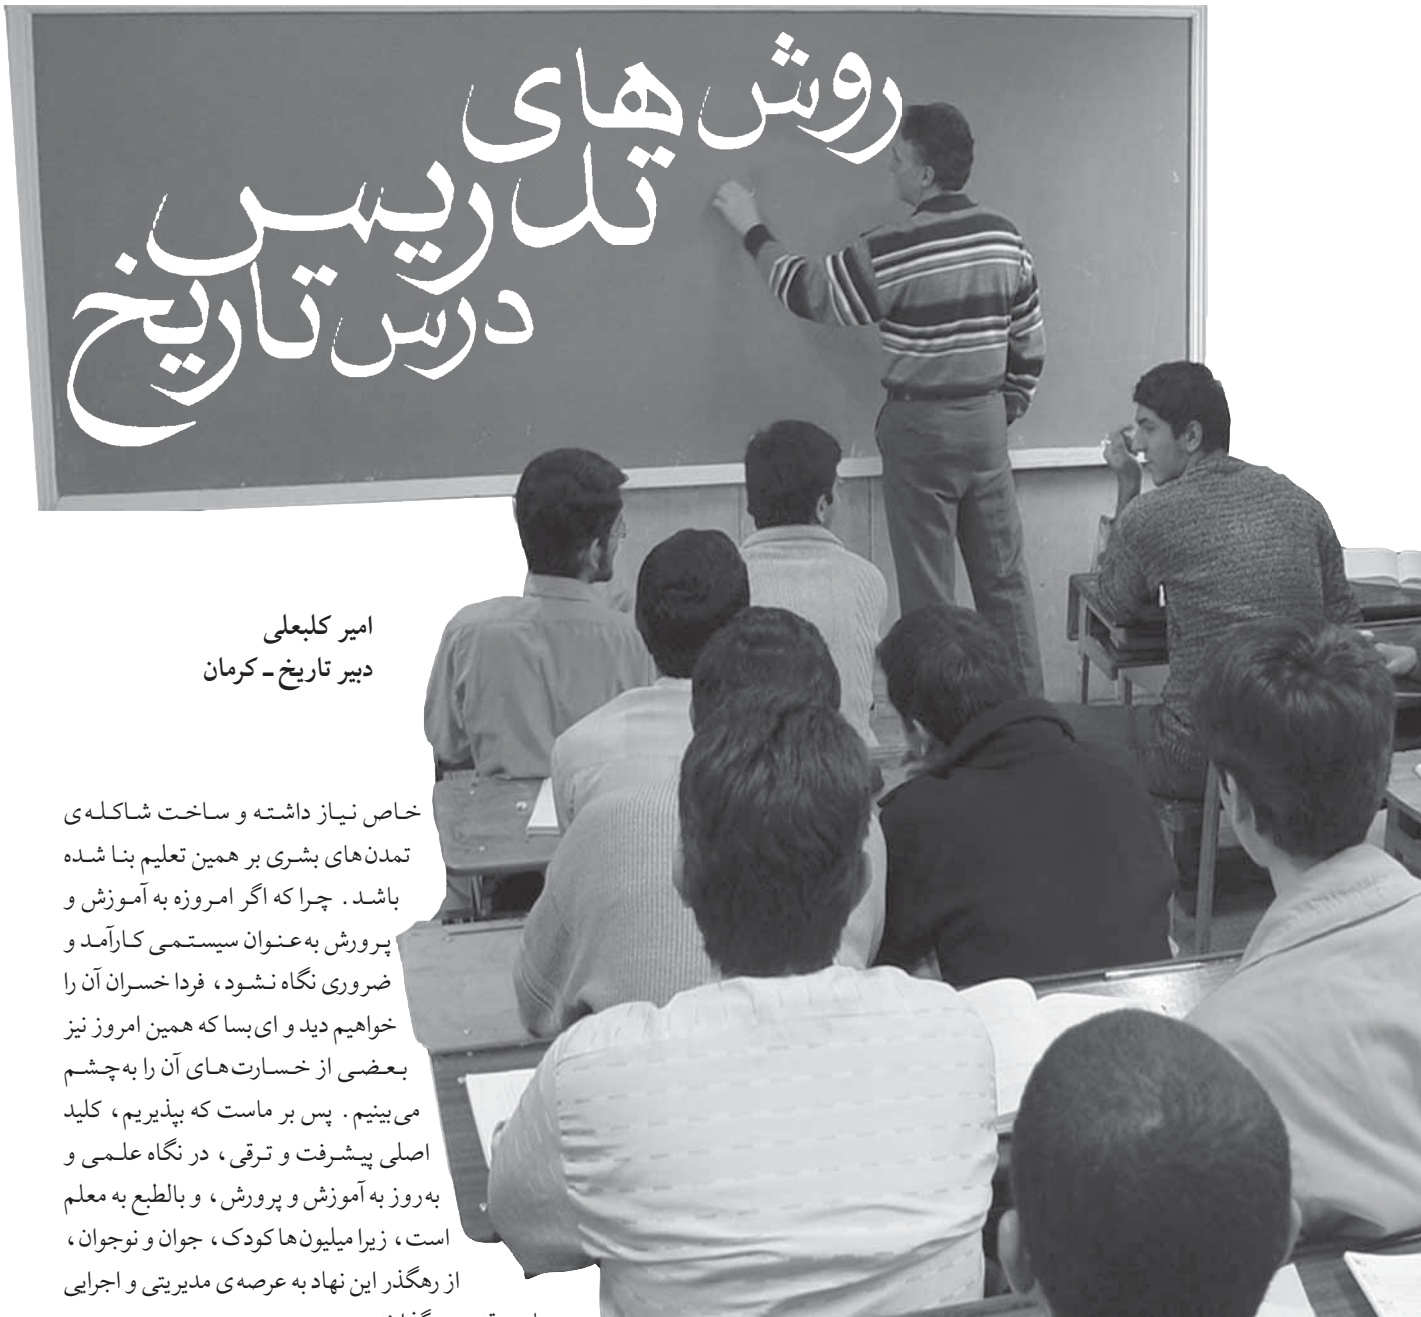 روش های
تدریس
درس تاریخ
امیر کلبعلی
دبیر تاریخ ـ کرمان
خاص نیاز داشته و ساخت شاکله‌ی
تمدن‌های بشری بر همین تعلیم بنا شده
باشد. چرا که اگر امروزه به آموزش و
پرورش به‌عنوان سیستمی کارآمد و
ضروری نگاه نشود، فردا خسران آن را
خواهیم دید و ای‌بسا که همین امروز نیز
بعضی از خسارت‌های آن را به‌چشم
می‌بینیم. پس بر ماست که بپذیریم، کلید
اصلی پیشرفت و ترقی، در نگاه علمی و
به‌روز به آموزش و پرورش، و بالطبع به معلم
است، زیرا میلیون‌ها کودک، جوان و نوجوان،
از رهگذر این نهاد به عرصه‌ی مدیریتی و اجرایی